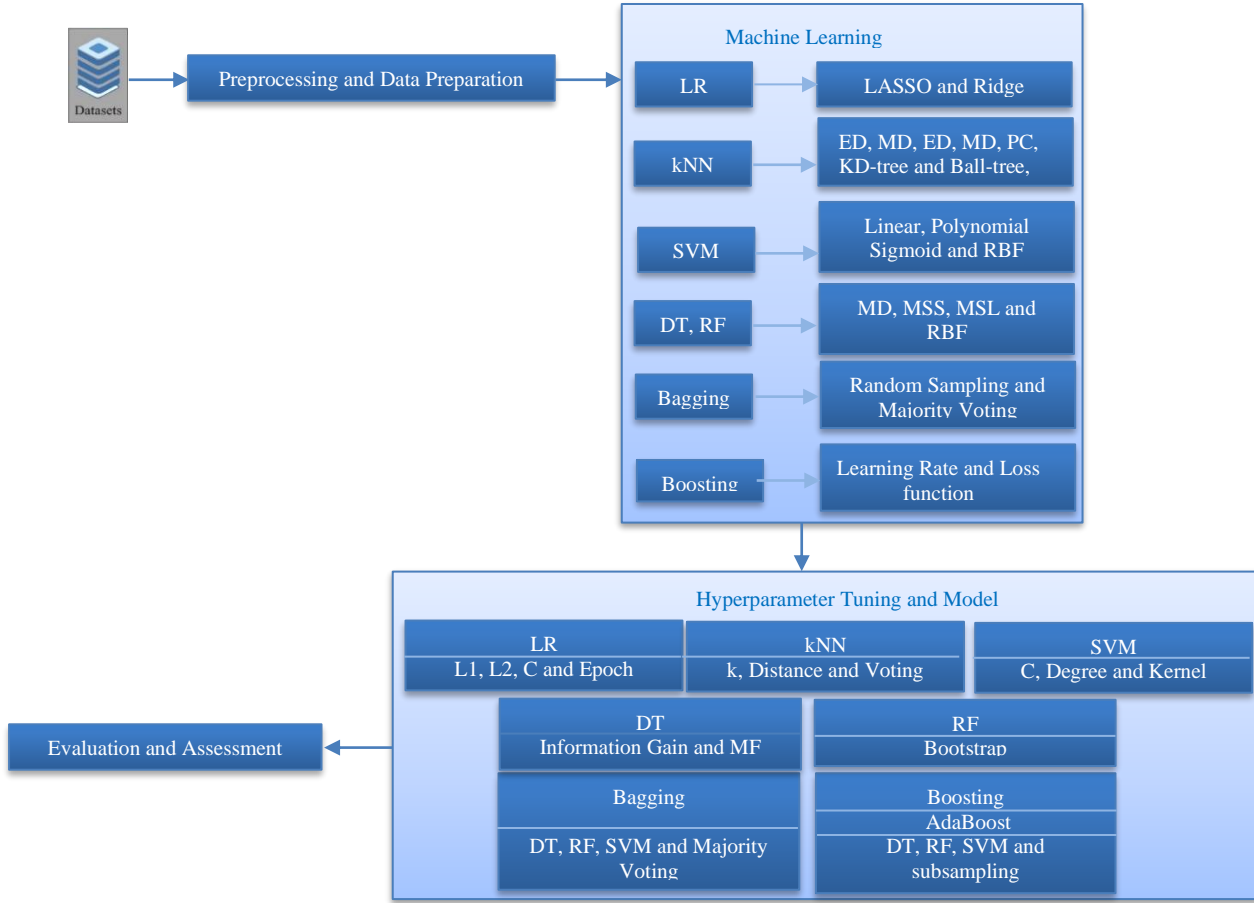 Datasets
Preprocessing and Data Preparation
Machine Learning
LR
LASSO and Ridge
kNN
ED, MD, ED, MD, PC,
KD-tree and Ball-tree,
SVM
Linear, Polynomial
Sigmoid and RBF
DT, RF
MD, MSS, MSL and
RBF
Bagging
Random Sampling and
Majority Voting
Boosting
Learning Rate and Loss
function
Hyperparameter Tuning and Model
LR
L1, L2, C and Epoch
kNN
k, Distance and Voting
SVM
C, Degree and Kernel
DT
Information Gain and MF
RF
Bootstrap
Bagging
DT, RF, SVM and Majority
Voting
Boosting
AdaBoost
DT, RF, SVM and
subsampling
Evaluation and Assessment